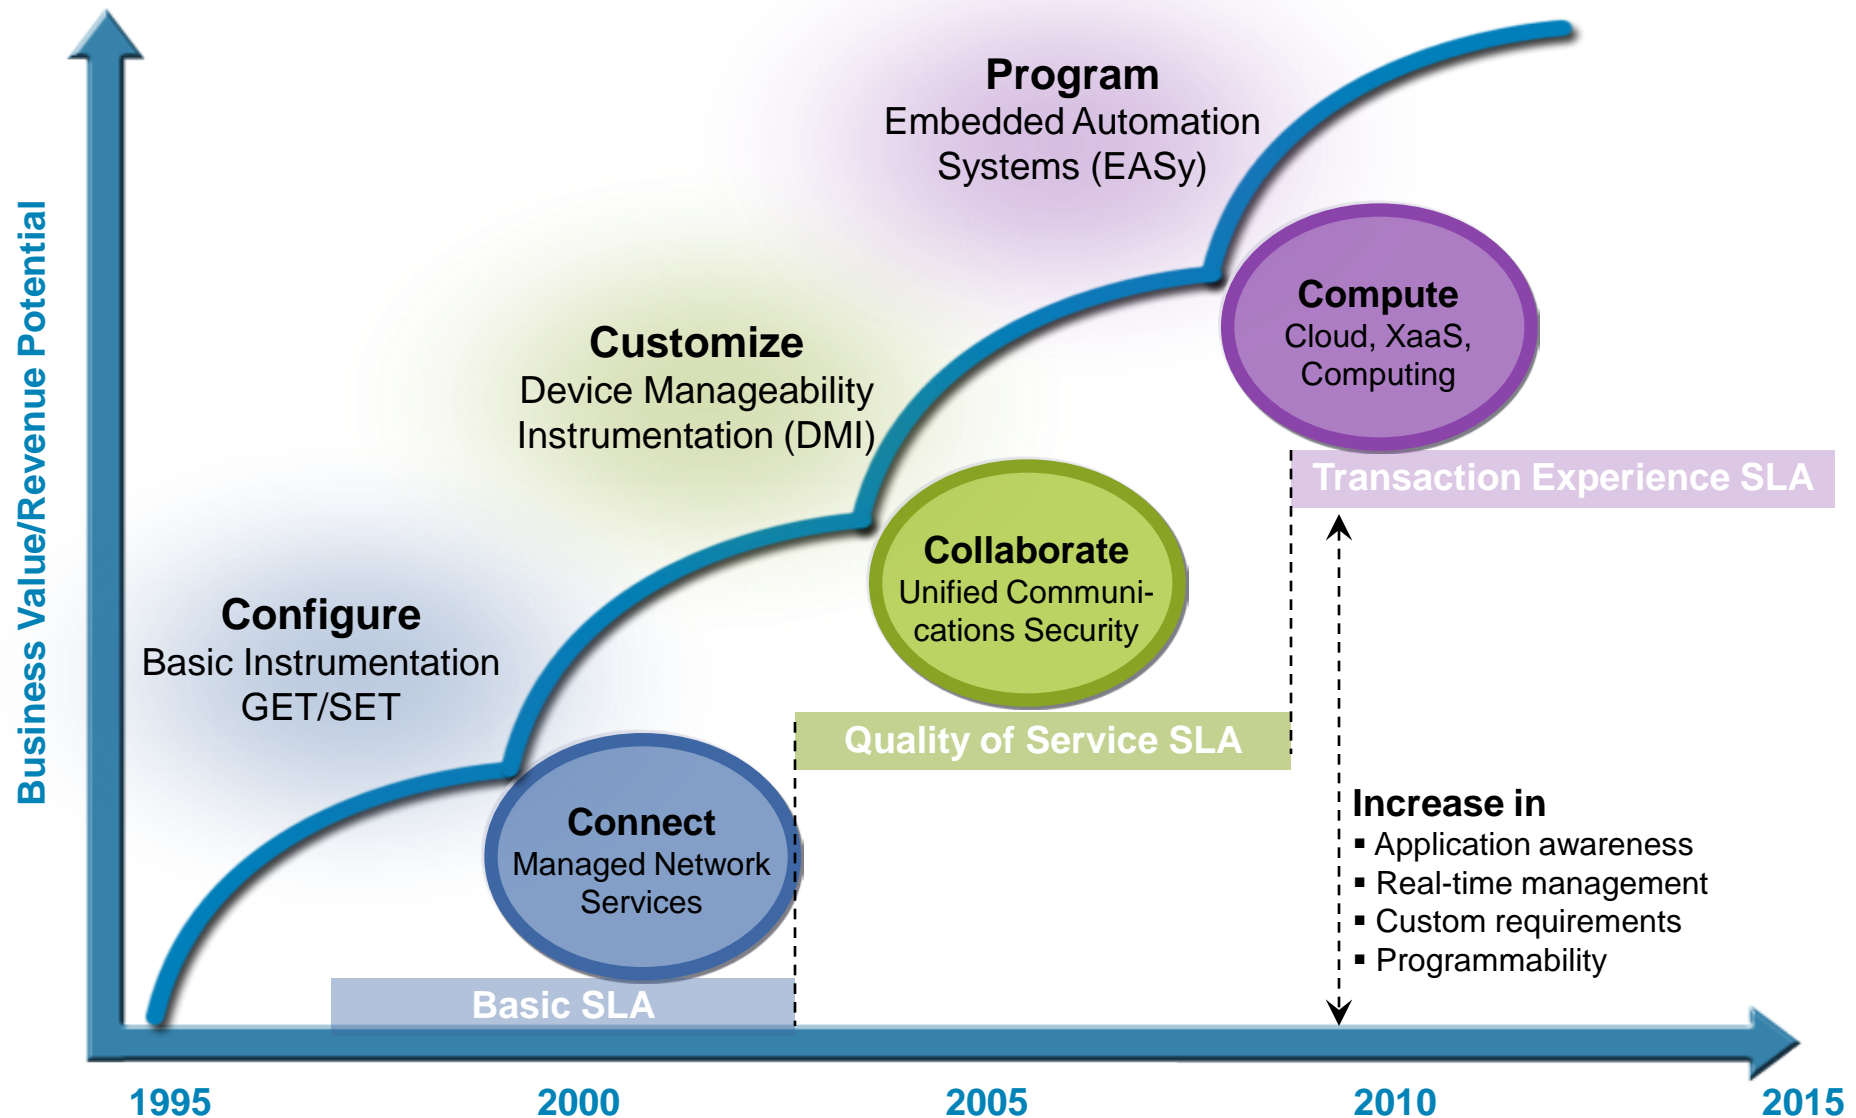 Business Value/Revenue Potential
Program
Embedded Automation
Systems (EASy)
Compute
Cloud, XaaS,
Computing
Customize
Device Manageability
Instrumentation (DMI)
Transaction Experience SLA
Collaborate
Unified Communi-
cations Security
Configure
Basic Instrumentation
GET/SET
Quality of Service SLA
Connect
Managed Network
Services
Increase in
▪ Application awareness
▪ Real-time management
▪ Custom requirements
▪ Programmability
Basic SLA
1995 2000 2005 2010 2015